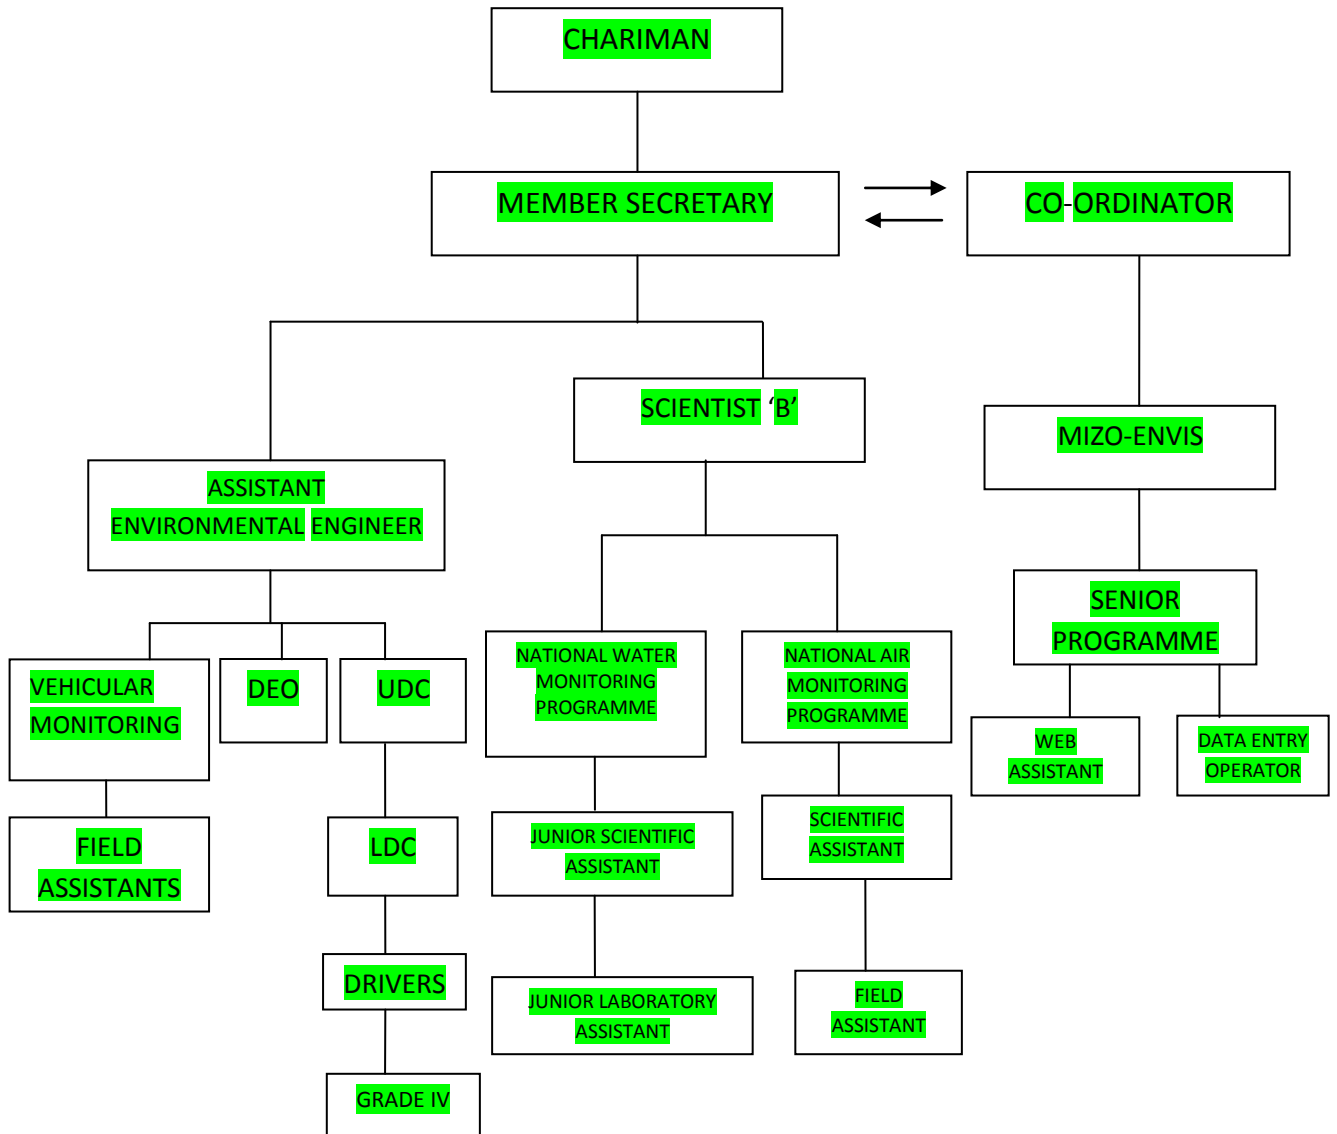 CHARIMAN
MEMBER SECRETARY
CO-ORDINATOR
SCIENTIST ‘B’
MIZO-ENVIS
ASSISTANT
ENVIRONMENTAL ENGINEER
SENIOR
PROGRAMME
VEHICULAR
MONITORING
DEO
UDC
NATIONAL WATER
MONITORING
PROGRAMME
NATIONAL AIR
MONITORING
PROGRAMME
WEB
ASSISTANT
DATA ENTRY
OPERATOR
FIELD
ASSISTANTS
LDC
JUNIOR SCIENTIFIC
ASSISTANT
SCIENTIFIC
ASSISTANT
DRIVERS
JUNIOR LABORATORY
ASSISTANT
FIELD
ASSISTANT
GRADE IV